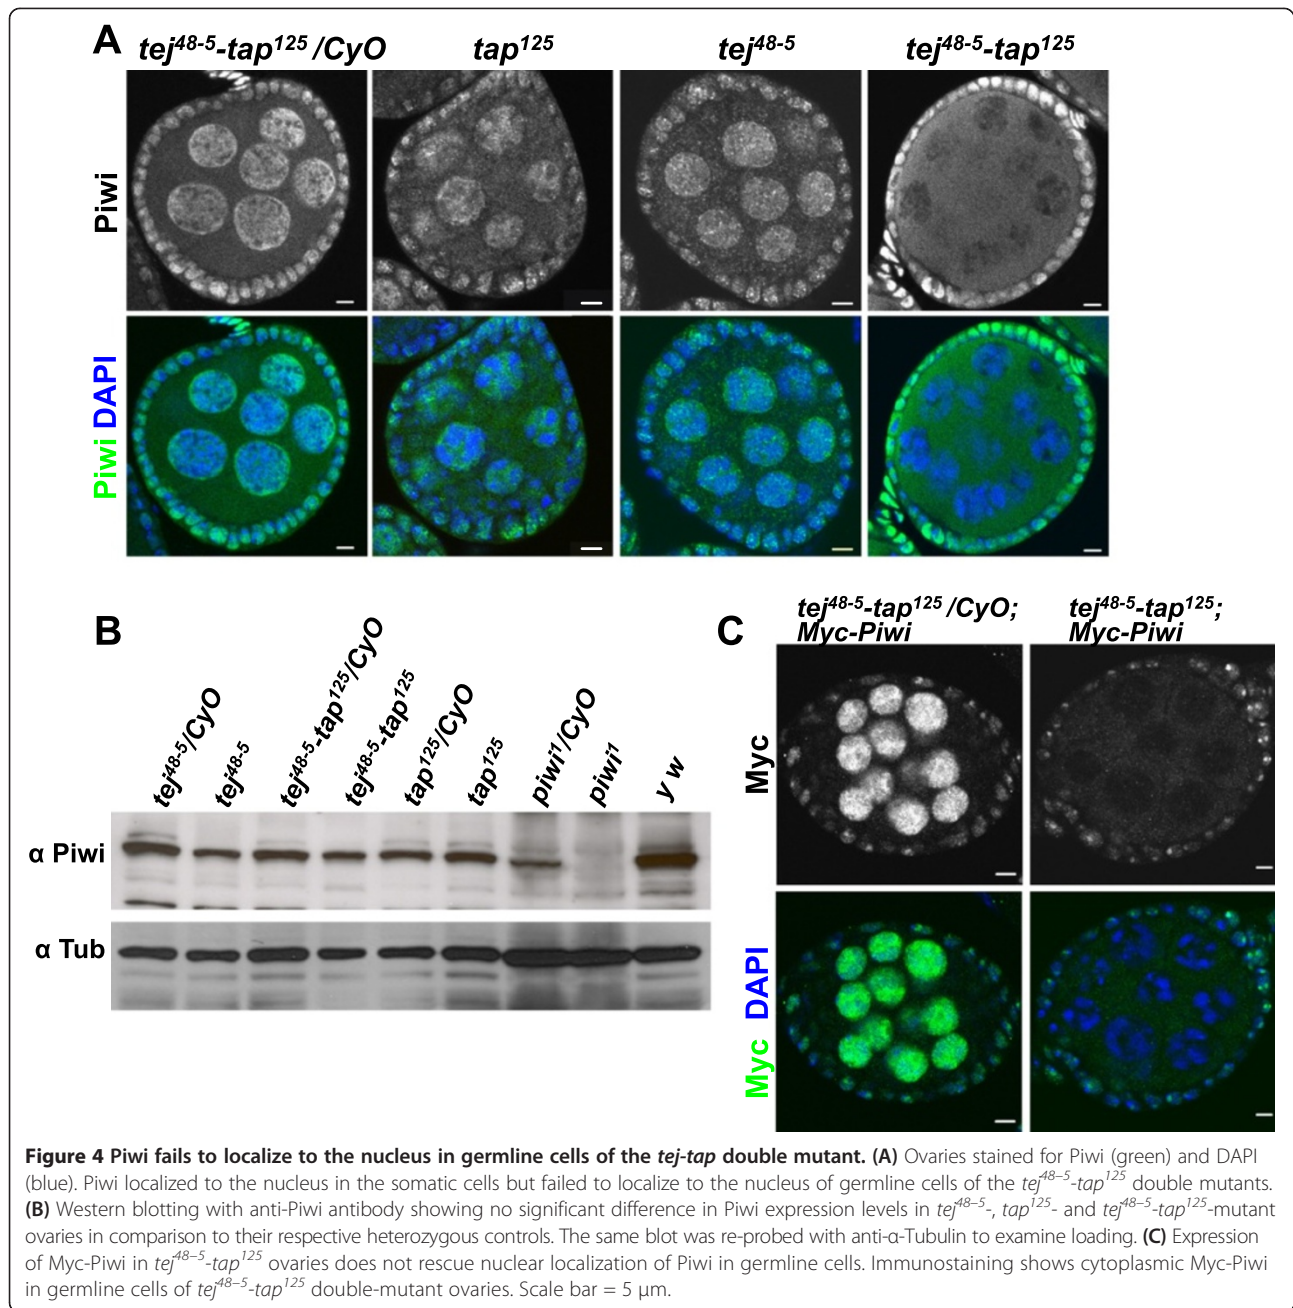 A
tej⁴⁸⁻⁵-tap¹²⁵/CyO tap¹²⁵ tej⁴⁸⁻⁵ tej⁴⁸⁻⁵-tap¹²⁵
Piwi
Piwi DAPI
B
tej⁴⁸⁻⁵/CyO
tej⁴⁸⁻⁵
tej⁴⁸⁻⁵-tap¹²⁵/CyO
tej⁴⁸⁻⁵-tap¹²⁵
tap¹²⁵/CyO
tap¹²⁵
piwi¹/CyO
piwi¹
y w
α Piwi
α Tub
C
tej⁴⁸⁻⁵-tap¹²⁵/CyO;
Myc-Piwi
tej⁴⁸⁻⁵-tap¹²⁵;
Myc-Piwi
Myc
Myc DAPI
Figure 4 Piwi fails to localize to the nucleus in germline cells of the tej-tap double mutant. (A) Ovaries stained for Piwi (green) and DAPI
(blue). Piwi localized to the nucleus in the somatic cells but failed to localize to the nucleus of germline cells of the tej⁴⁸⁻⁵-tap¹²⁵ double mutants.
(B) Western blotting with anti-Piwi antibody showing no significant difference in Piwi expression levels in tej⁴⁸⁻⁵-, tap¹²⁵- and tej⁴⁸⁻⁵-tap¹²⁵-mutant
ovaries in comparison to their respective heterozygous controls. The same blot was re-probed with anti-α-Tubulin to examine loading. (C) Expression
of Myc-Piwi in tej⁴⁸⁻⁵-tap¹²⁵ ovaries does not rescue nuclear localization of Piwi in germline cells. Immunostaining shows cytoplasmic Myc-Piwi
in germline cells of tej⁴⁸⁻⁵-tap¹²⁵ double-mutant ovaries. Scale bar = 5 μm.